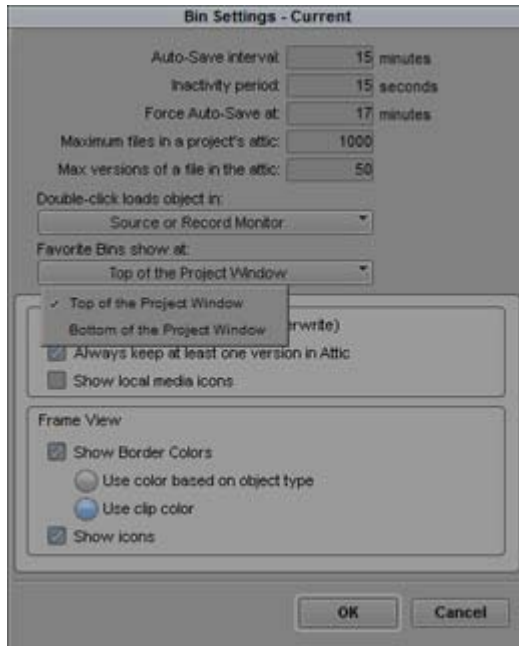 Bin Settings - Current
Auto-Save interval: 15 minutes
Inactivity period: 15 seconds
Force Auto-Save at: 17 minutes
Maximum files in a project's attic: 1000
Max versions of a file in the attic: 50
Double-click loads object in:
Source or Record Monitor
Favorite Bins show at:
Top of the Project Window
✓ Top of the Project Window
Bottom of the Project Window
erwrite)
Always keep at least one version in Attic
Show local media icons
Frame View
Show Border Colors
Use color based on object type
Use clip color
Show icons
OK Cancel